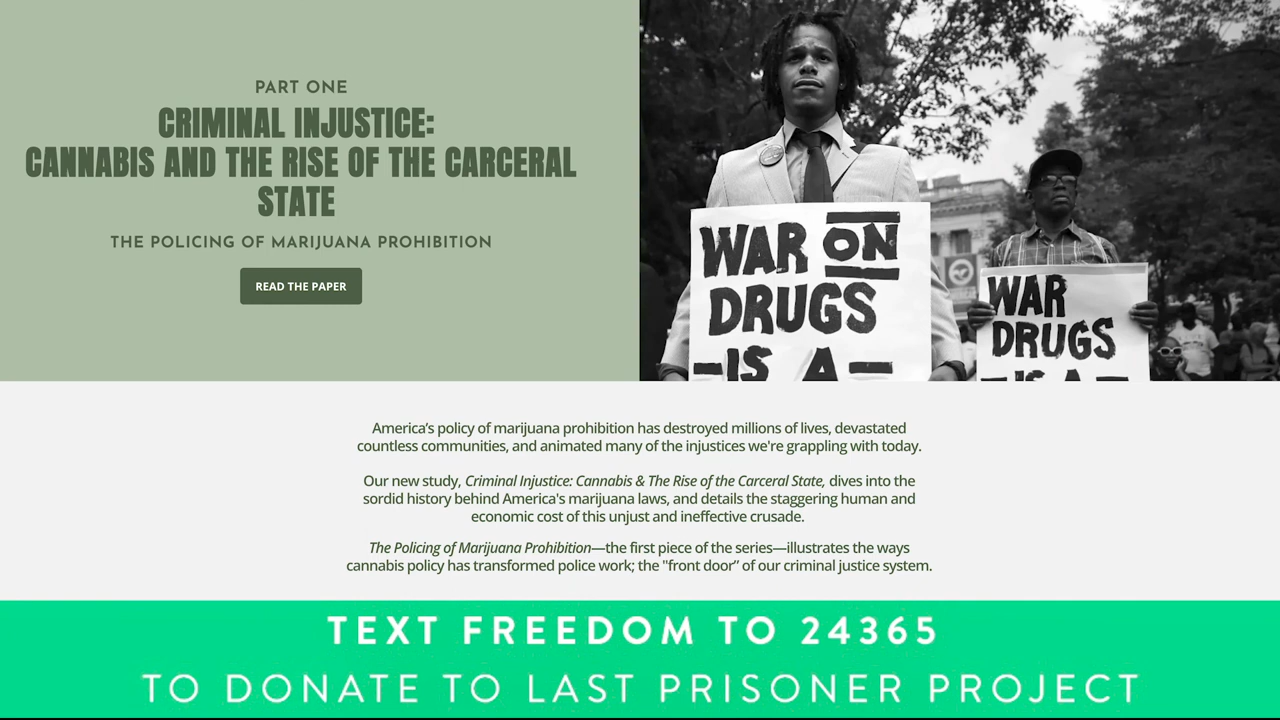 PART ONE
CRIMINAL INJUSTICE:
CANNABIS AND THE RISE OF THE CARCERAL
STATE
THE POLICING OF MARIJUANA PROHIBITION
READ THE PAPER
WAR ON
DRUGS
-IS A-
WAR
DRUGS
-IS A-
America’s policy of marijuana prohibition has destroyed millions of lives, devastated
countless communities, and animated many of the injustices we're grappling with today.
Our new study, Criminal Injustice: Cannabis & The Rise of the Carceral State, dives into the
sordid history behind America's marijuana laws, and details the staggering human and
economic cost of this unjust and ineffective crusade.
The Policing of Marijuana Prohibition—the first piece of the series—illustrates the ways
cannabis policy has transformed police work; the "front door” of our criminal justice system.
TEXT FREEDOM TO 24365
TO DONATE TO LAST PRISONER PROJECT